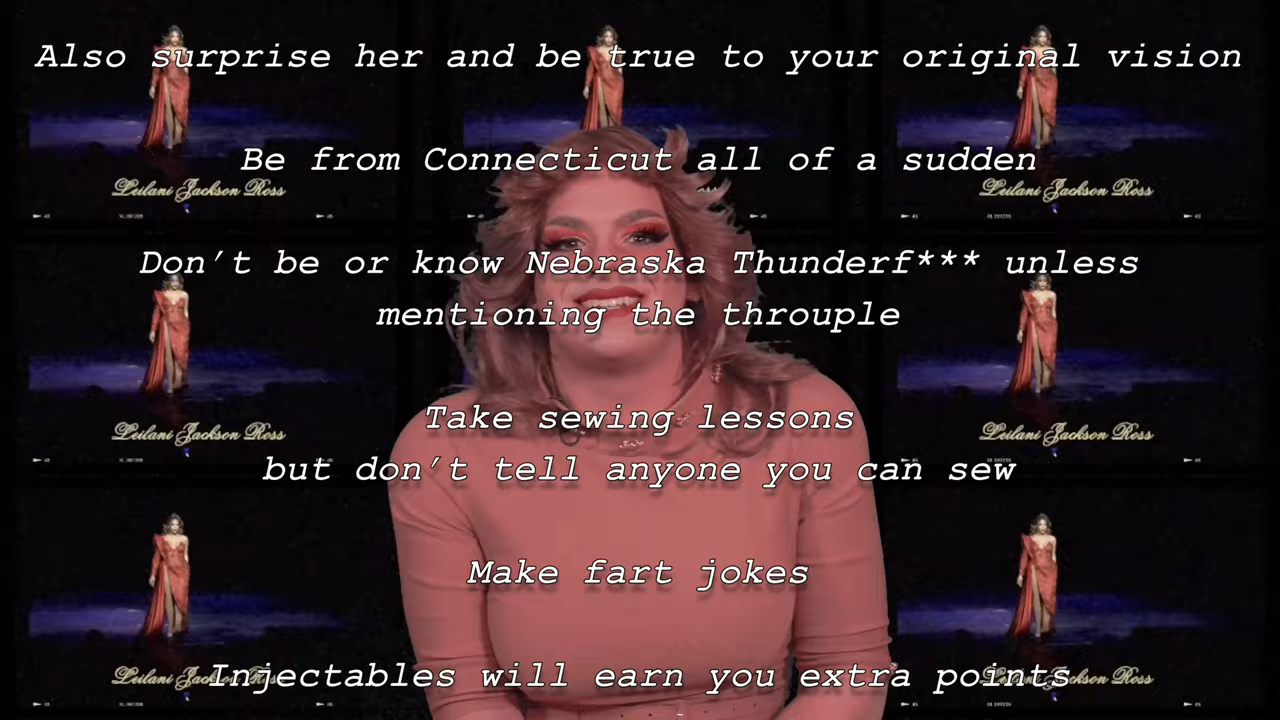 Also surprise her and be true to your original vision
Be from Connecticut all of a sudden
Leilani Jackson Ross
Leilani Jackson Ross
Don't be or know Nebraska Thunderf*** unless
mentioning the throuple
Take sewing lessons
Leilani Jackson Ross
Leilani Jackson Ross
but don't tell anyone you can sew
Make fart jokes
Leilani Jackson Ross
Injectables will earn you extra points
Leilani Jackson Ross